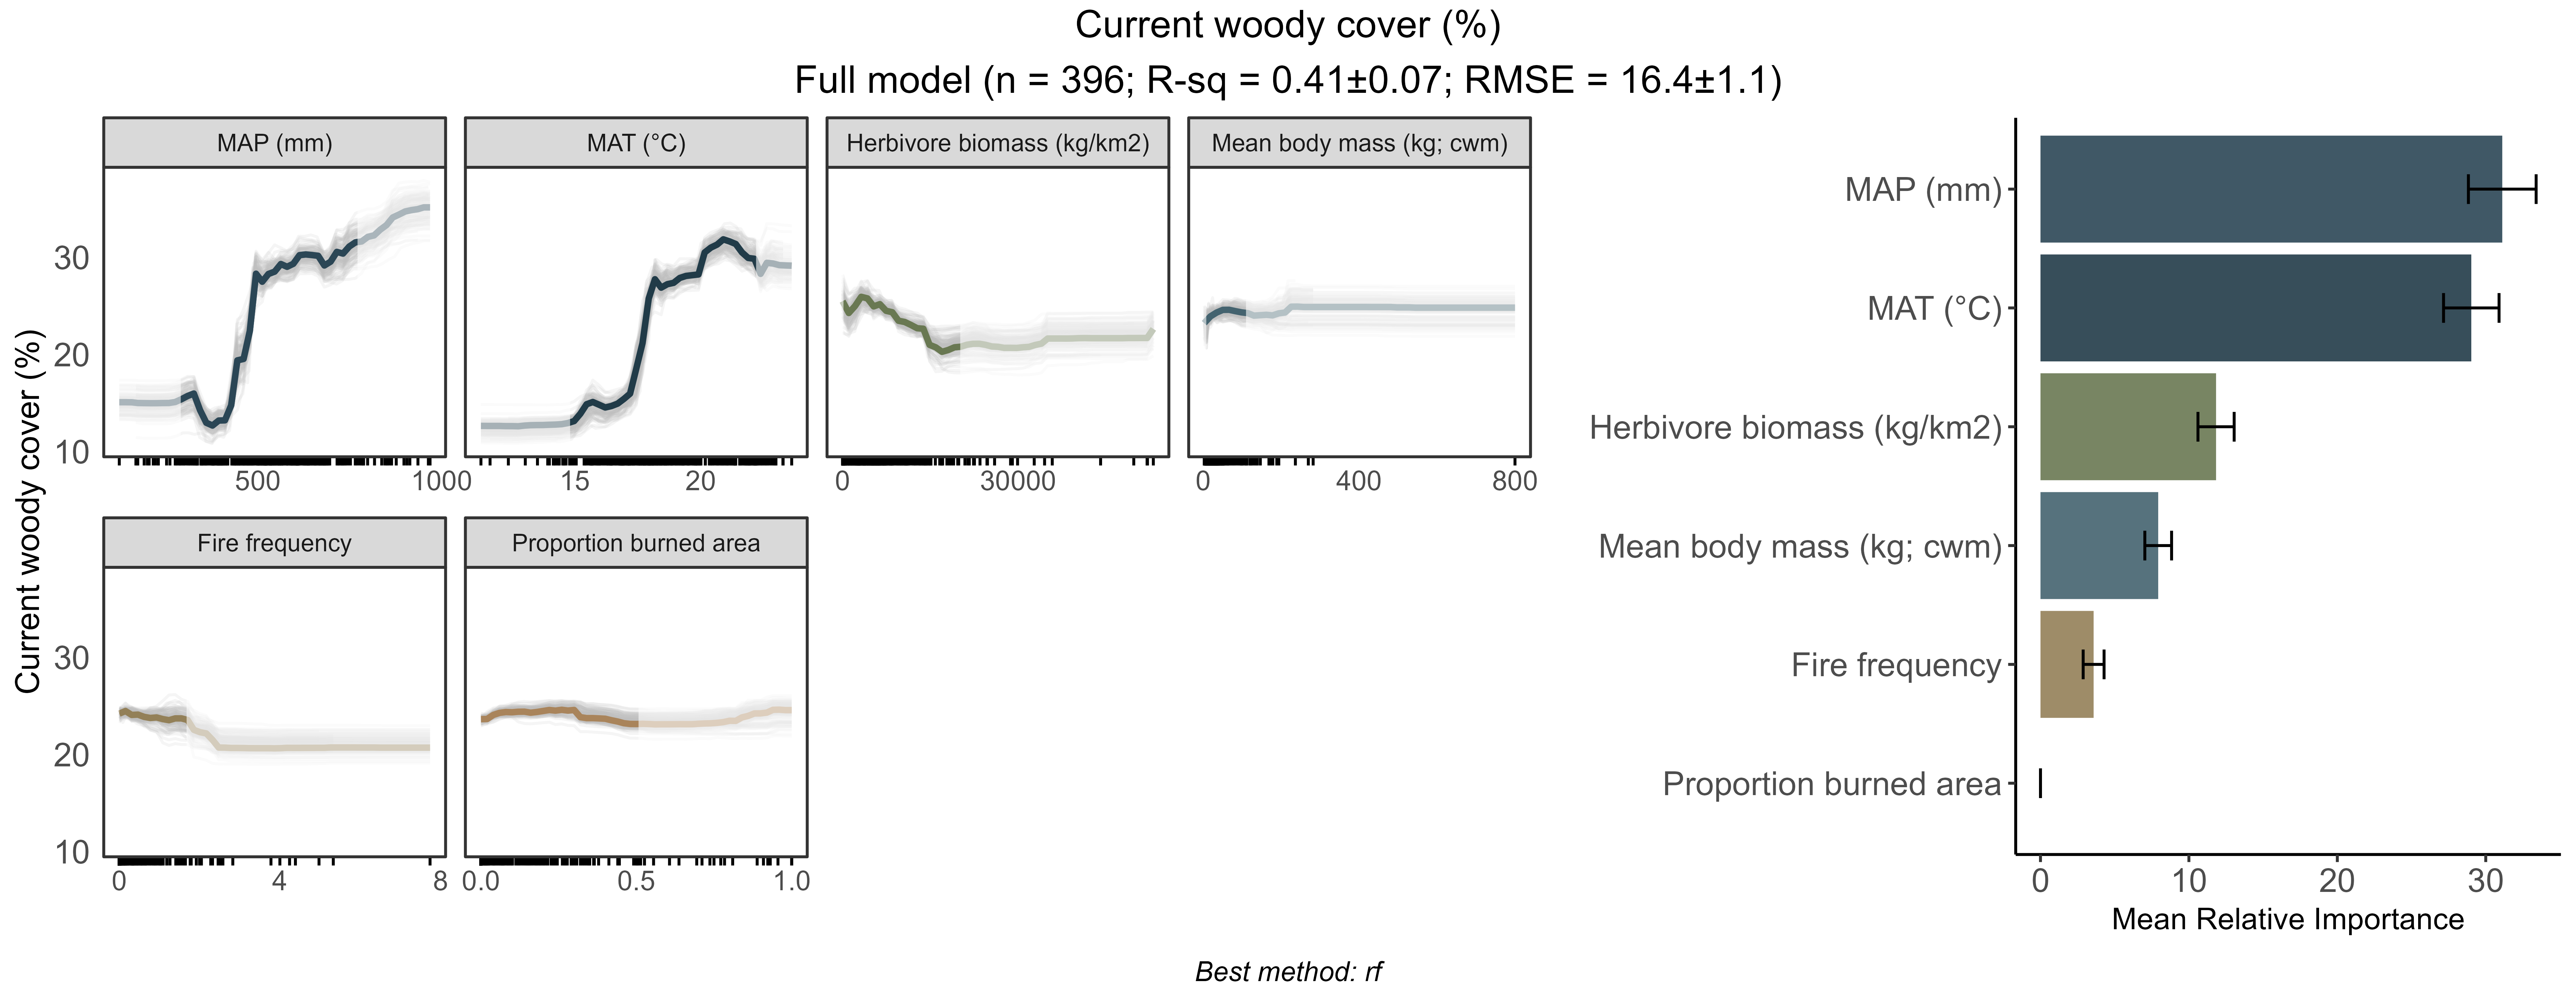 Current woody cover (%)
Full model (n = 396; R-sq = 0.41±0.07; RMSE = 16.4±1.1)
Current woody cover (%)
MAP (mm)
MAT (°C)
Herbivore biomass (kg/km2)
Mean body mass (kg; cwm)
30
20
10
500
1000
15
20
0
30000
0
400
800
Fire frequency
Proportion burned area
30
20
10
0
4
8
0.0
0.5
1.0
MAP (mm)
MAT (°C)
Herbivore biomass (kg/km2)
Mean body mass (kg; cwm)
Fire frequency
Proportion burned area
0
10
20
30
Mean Relative Importance
Best method: rf